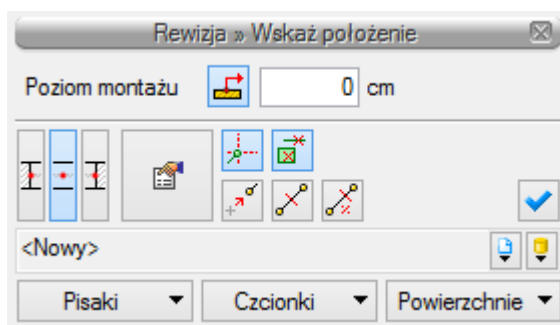 Rewizja » Wskaż położenie
Poziom montażu 0 cm
<Nowy>
Pisaki Czcionki Powierzchnie